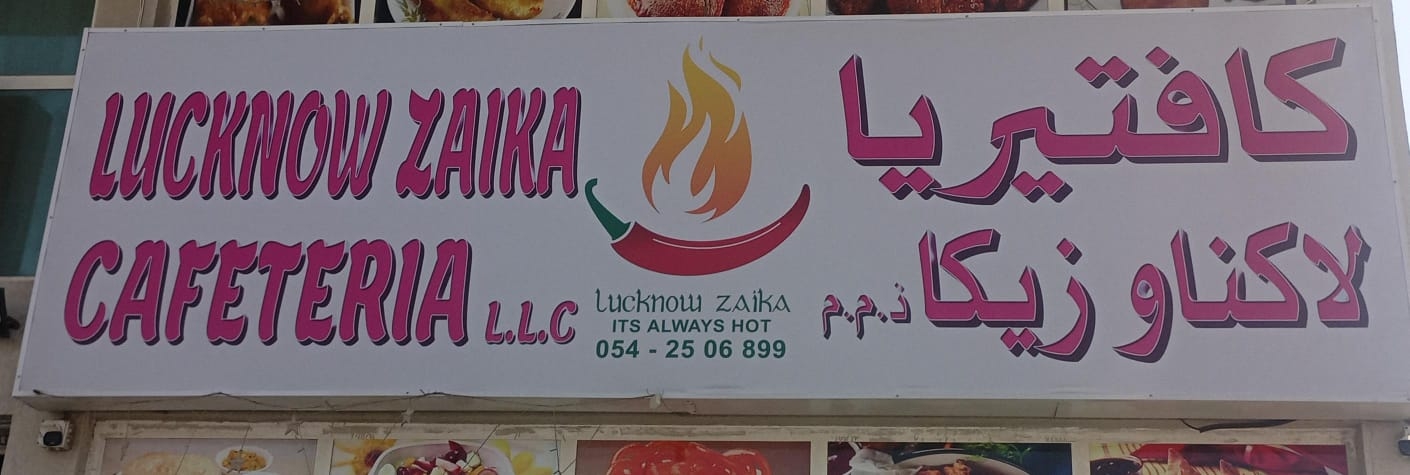 LUCKNOW ZAIKA
CAFETERIA L.L.C
lucknow zaika
ITS ALWAYS HOT
054 - 25 06 899
كافتيريا
لاكناو زيكا ذ.م.م